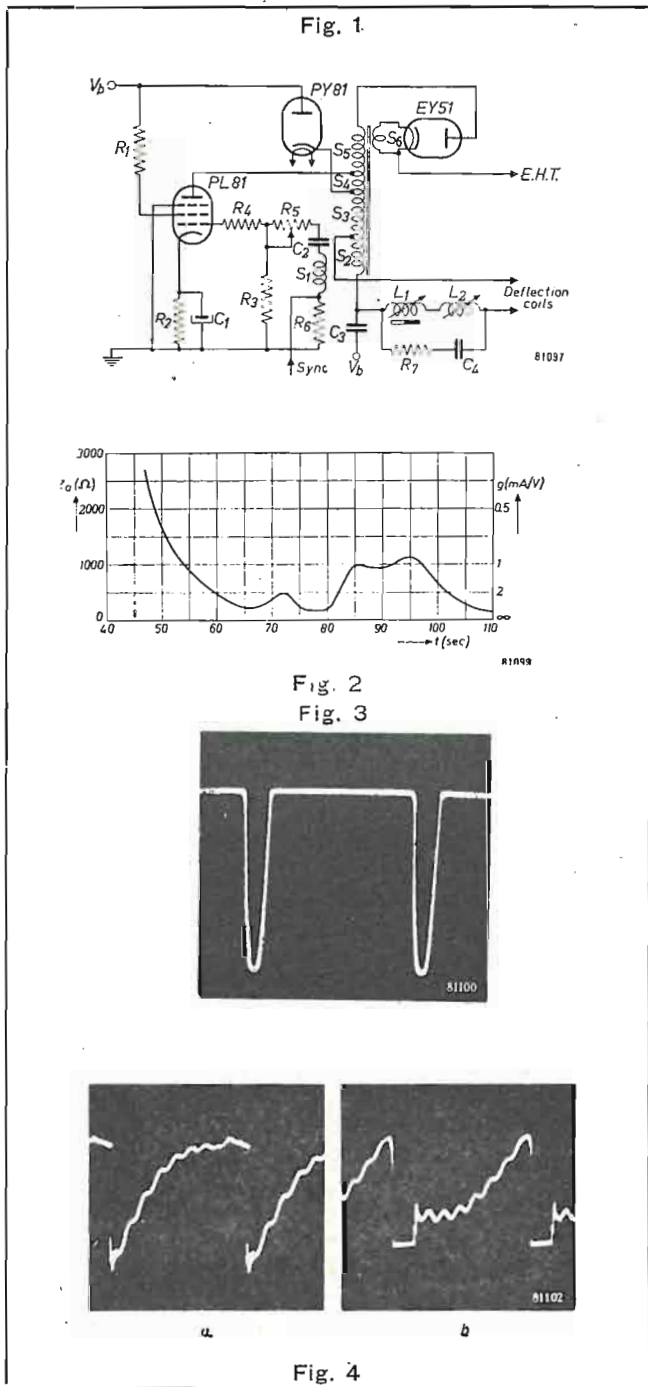 Fig. 1.
Vb
PY81
EY51
R1
S5
S6
PL81
S4
E.H.T.
R4
R5
S3
C2
S2
S1
Deflection
coils
R2
C1
R3
R6
C3
L1
L2
Sync
Vb
R7
C4
81097
3000
2000
1000
0
g(mA/V)
0.5
1
2
∞
40
50
60
70
80
90
100
110
t(sec)
81099
Fig. 2
Fig. 3
81100
81102
a
b
Fig. 4